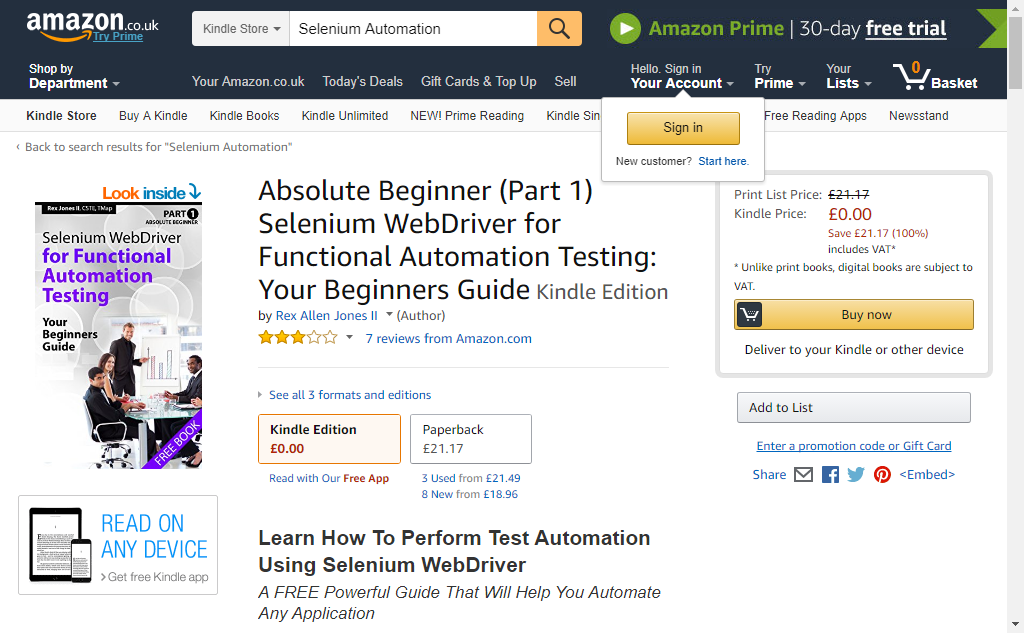 amazon.co.uk
Try Prime
Kindle Store
Selenium Automation
Amazon Prime | 30-day free trial
Shop by
Department
Your Amazon.co.uk
Today's Deals
Gift Cards & Top Up
Sell
Hello. Sign in
Your Account
Try
Prime
Your
Lists
0
Basket
Kindle Store
Buy A Kindle
Kindle Books
Kindle Unlimited
NEW! Prime Reading
Kindle Sin
Free Reading Apps
Newsstand
Sign in
New customer? Start here.
‹ Back to search results for "Selenium Automation"
Look inside
Rex Jones II, CSTE, TMap
PART 1
ABSOLUTE BEGINNER
Selenium WebDriver
for Functional
Automation
Testing
Your
Beginners
Guide
FREE BOOK
READ ON
ANY DEVICE
› Get free Kindle app
Absolute Beginner (Part 1)
Selenium WebDriver for
Functional Automation Testing:
Your Beginners Guide Kindle Edition
by Rex Allen Jones II (Author)
7 reviews from Amazon.com
See all 3 formats and editions
Kindle Edition
£0.00
Paperback
£21.17
Read with Our Free App
3 Used from £21.49
8 New from £18.96
Learn How To Perform Test Automation
Using Selenium WebDriver
A FREE Powerful Guide That Will Help You Automate
Any Application
Print List Price: £21.17
Kindle Price: £0.00
Save £21.17 (100%)
includes VAT*
* Unlike print books, digital books are subject to
VAT.
Buy now
Deliver to your Kindle or other device
Add to List
Enter a promotion code or Gift Card
Share
<Embed>